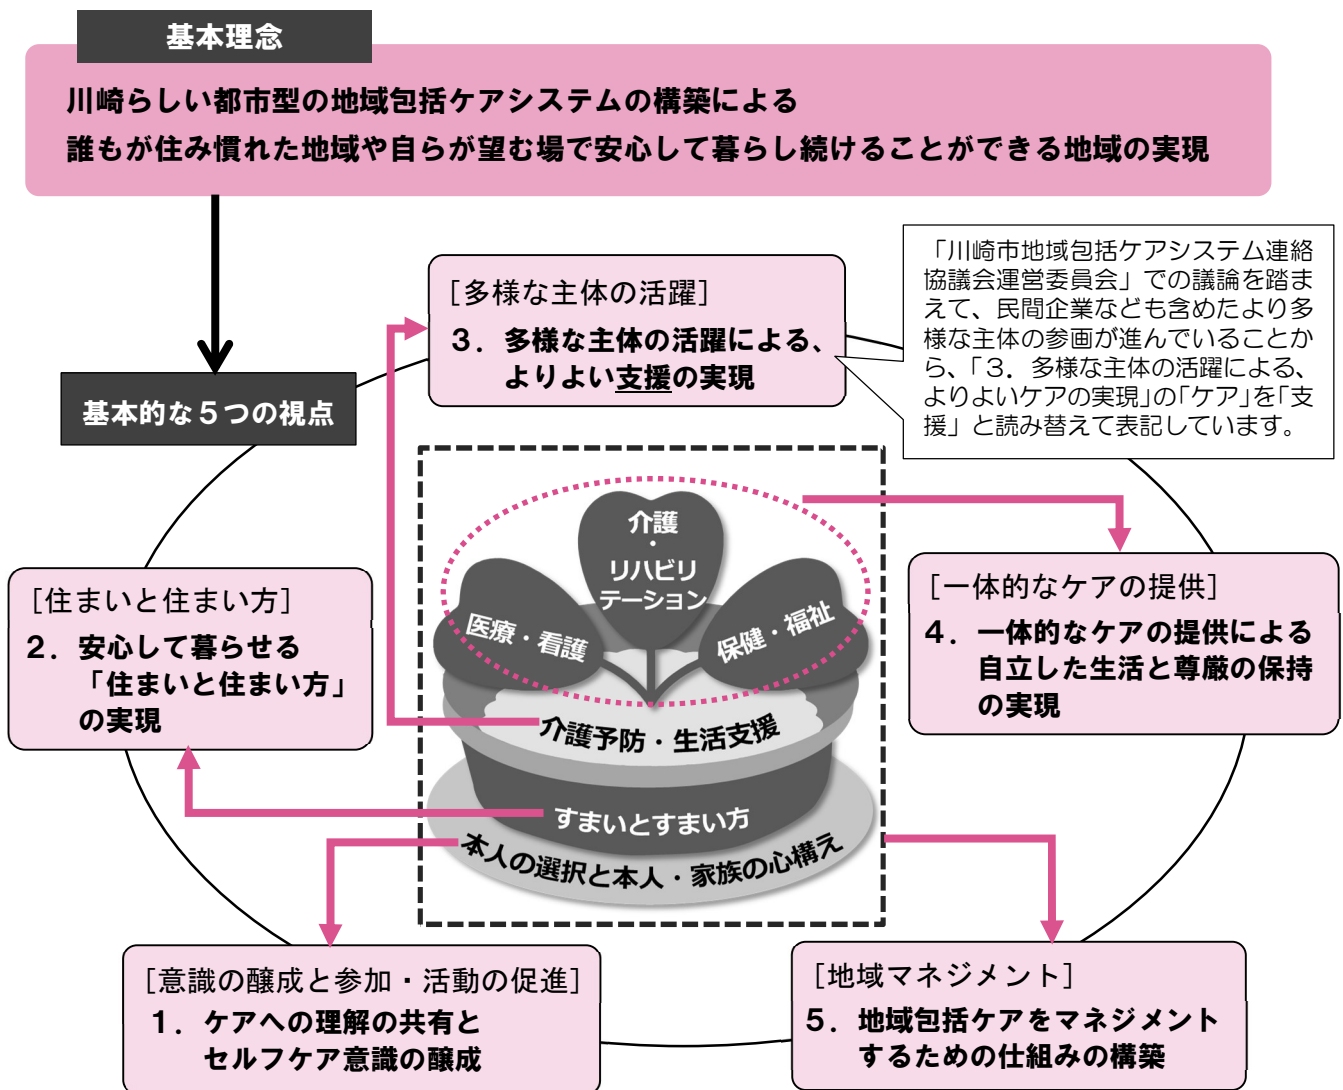 基本理念
川崎らしい都市型の地域包括ケアシステムの構築による
誰もが住み慣れた地域や自らが望む場で安心して暮らし続けることができる地域の実現
「川崎市地域包括ケアシステム連絡
協議会運営委員会」での議論を踏ま
えて、民間企業なども含めたより多
様な主体の参画が進んでいることか
ら、「３．多様な主体の活躍による、
よりよいケアの実現」の「ケア」を「支
援」と読み替えて表記しています。
［多様な主体の活躍］
３．多様な主体の活躍による、
よりよい支援の実現
基本的な５つの視点
介護
・
リハビリ
テーション
医療・看護
保健・福祉
介護予防・生活支援
すまいとすまい方
本人の選択と本人・家族の心構え
［住まいと住まい方］
２．安心して暮らせる
「住まいと住まい方」
の実現
［一体的なケアの提供］
４．一体的なケアの提供による
自立した生活と尊厳の保持
の実現
［意識の醸成と参加・活動の促進］
１．ケアへの理解の共有と
セルフケア意識の醸成
［地域マネジメント］
５．地域包括ケアをマネジメント
するための仕組みの構築